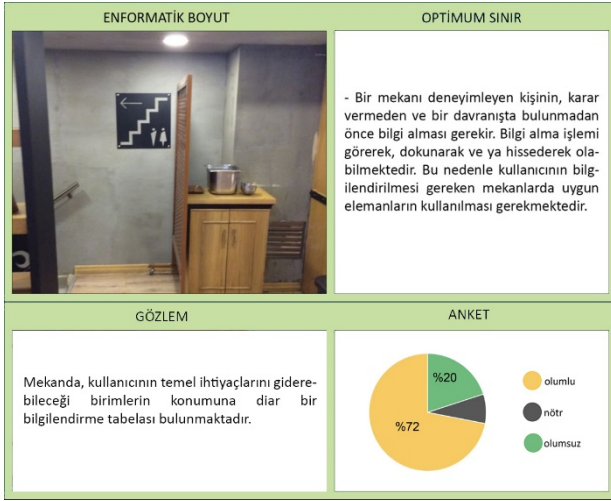 ENFORMATİK BOYUT
OPTİMUM SINIR
- Bir mekanı deneyimleyen kişinin, karar
vermeden ve bir davranışta bulunmadan
önce bilgi alması gerekir. Bilgi alma işlemi
görerek, dokunarak ve ya hissederek ola-
bilmektedir. Bu nedenle kullanıcının bilg-
ilendirilmesi gereken mekanlarda uygun
elemanların kullanılması gerekmektedir.
GÖZLEM
Mekanda, kullanıcının temel ihtiyaçlarını gidere-
bileceği birimlerin konumuna diar bir
bilgilendirme tabelası bulunmaktadır.
ANKET
%20
%72
olumlu
nötr
olumsuz